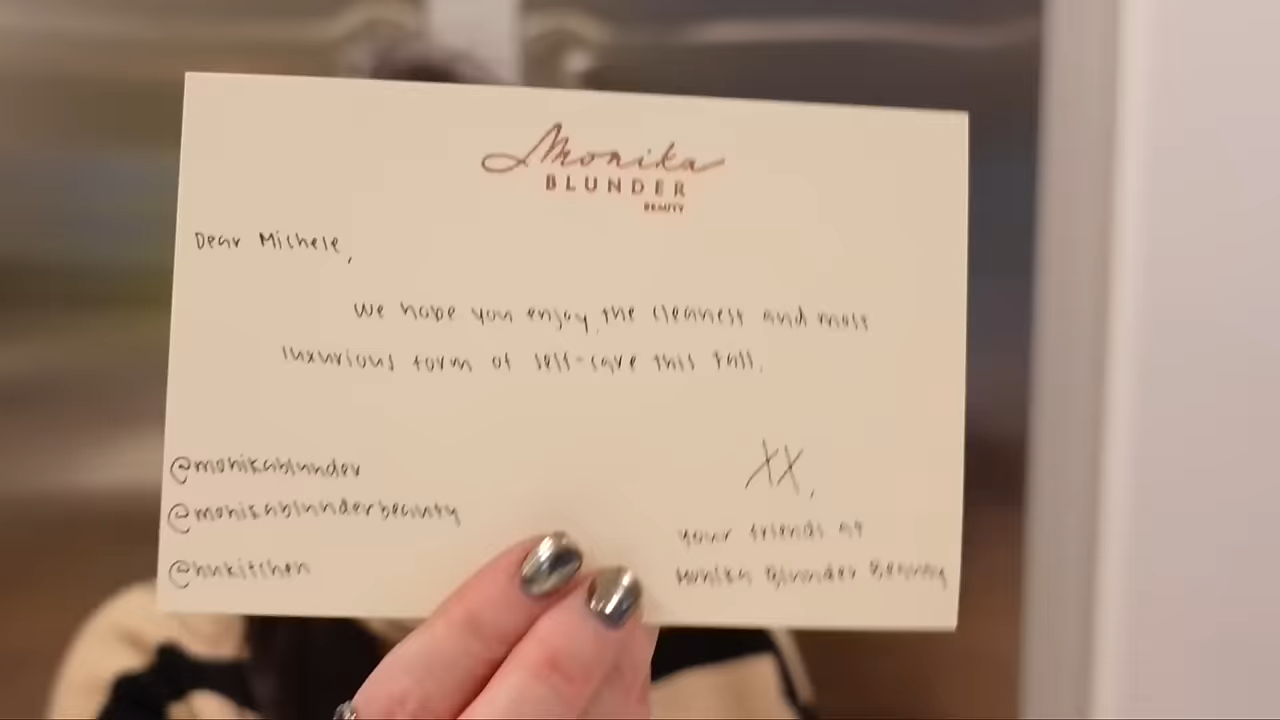 Monika
BLUNDER
BEAUTY
Dear Michele,
We hope you enjoy the cleanest and most
luxurious form of self-care this fall.
XX,
@monikablunder
@monikablunderbeauty
@hukitchen
your friends at
Monika Blunder Beauty